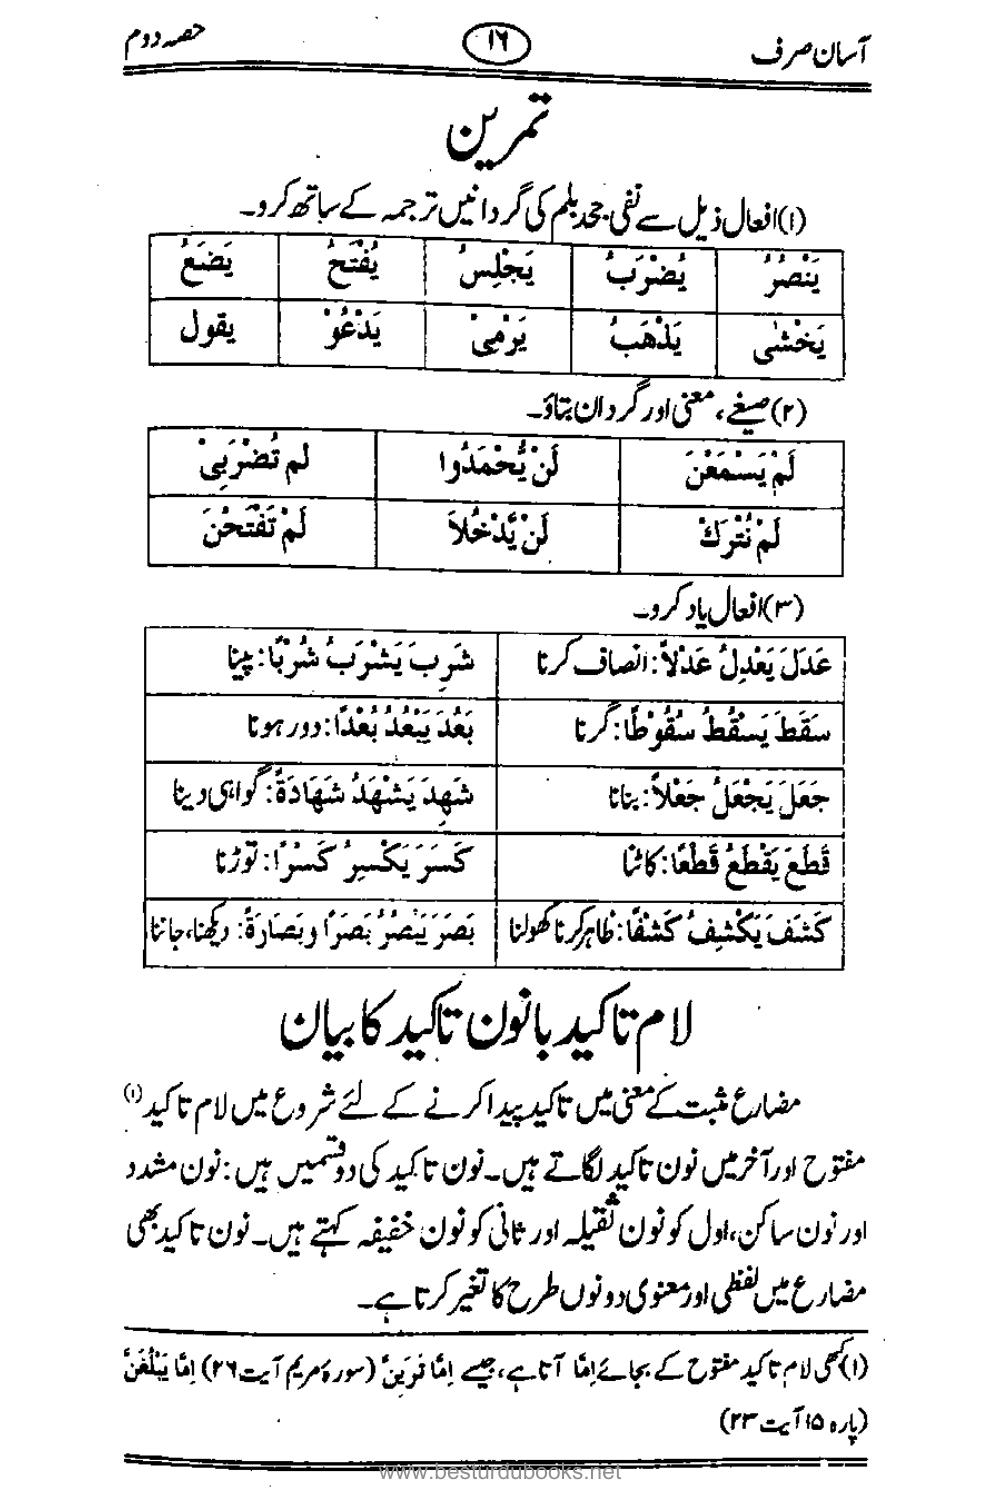 آسان صرف ۱۶ حصہ دوم
تمرین
(۱) افعال ذیل سے نفی جحد بلم کی گردانیں ترجمہ کے ساتھ کرو۔
یَنْصُرُ یُضْرَبُ یَجْلِسُ یُفْتَحُ یَضَعُ
یَخْشٰی یَذْهَبُ یَرْمِیْ یَدْعُوْ یقول
(۲) صیغے، معنی اور گردان بتاؤ۔
لَمْ یَسْمَعْنَ لَنْ یُّحْمَدُوا لم تُضْرَبِیْ
لَمْ نُتْرَكْ لَنْ یَّدْخُلاَ لَمْ تَفْتَحْنَ
(۳) افعال یاد کرو۔
عَدَلَ یَعْدِلُ عَدْلاً: انصاف کرنا شَرِبَ یَشْرَبُ شُرْبًا: پینا
سَقَطَ یَسْقُطُ سُقُوْطًا: گرنا بَعُدَ یَبْعُدُ بُعْدًا: دور ہونا
جَعَلَ یَجْعَلُ جَعْلاً: بنانا شَهِدَ یَشْهَدُ شَهَادَةً: گواہی دینا
قَطَعَ یَقْطَعُ قَطْعًا: کاٹنا کَسَرَ یَکْسِرُ کَسْرًا: توڑنا
کَشَفَ یَکْشِفُ کَشْفًا: ظاہر کرنا کھولنا بَصَرَ یَبْصُرُ بَصَرًا وبَصَارَةً: دیکھنا، جاننا
لام تاکید بانون تاکید کا بیان
مضارع مثبت کے معنی میں تاکید پیدا کرنے کے لئے شروع میں لام تاکید (۱)
مفتوح اور آخر میں نون تاکید لگاتے ہیں۔ نون تاکید کی دو قسمیں ہیں: نون مشدد
اور نون ساکن، اول کو نون ثقیلہ اور ثانی کو نون خفیفہ کہتے ہیں۔ نون تاکید بھی
مضارع میں لفظی اور معنوی دونوں طرح کا تغیر کرتا ہے۔
(۱) کبھی لام تاکید مفتوح کے بجائے اِمَّا آتا ہے، جیسے اِمَّا تَرَیِنَّ (سورۂ مریم آیت ۲۶) اِمَّا یَبْلُغَنَّ
(پارہ ۱۵ آیت ۲۳)
www.besturdubooks.net